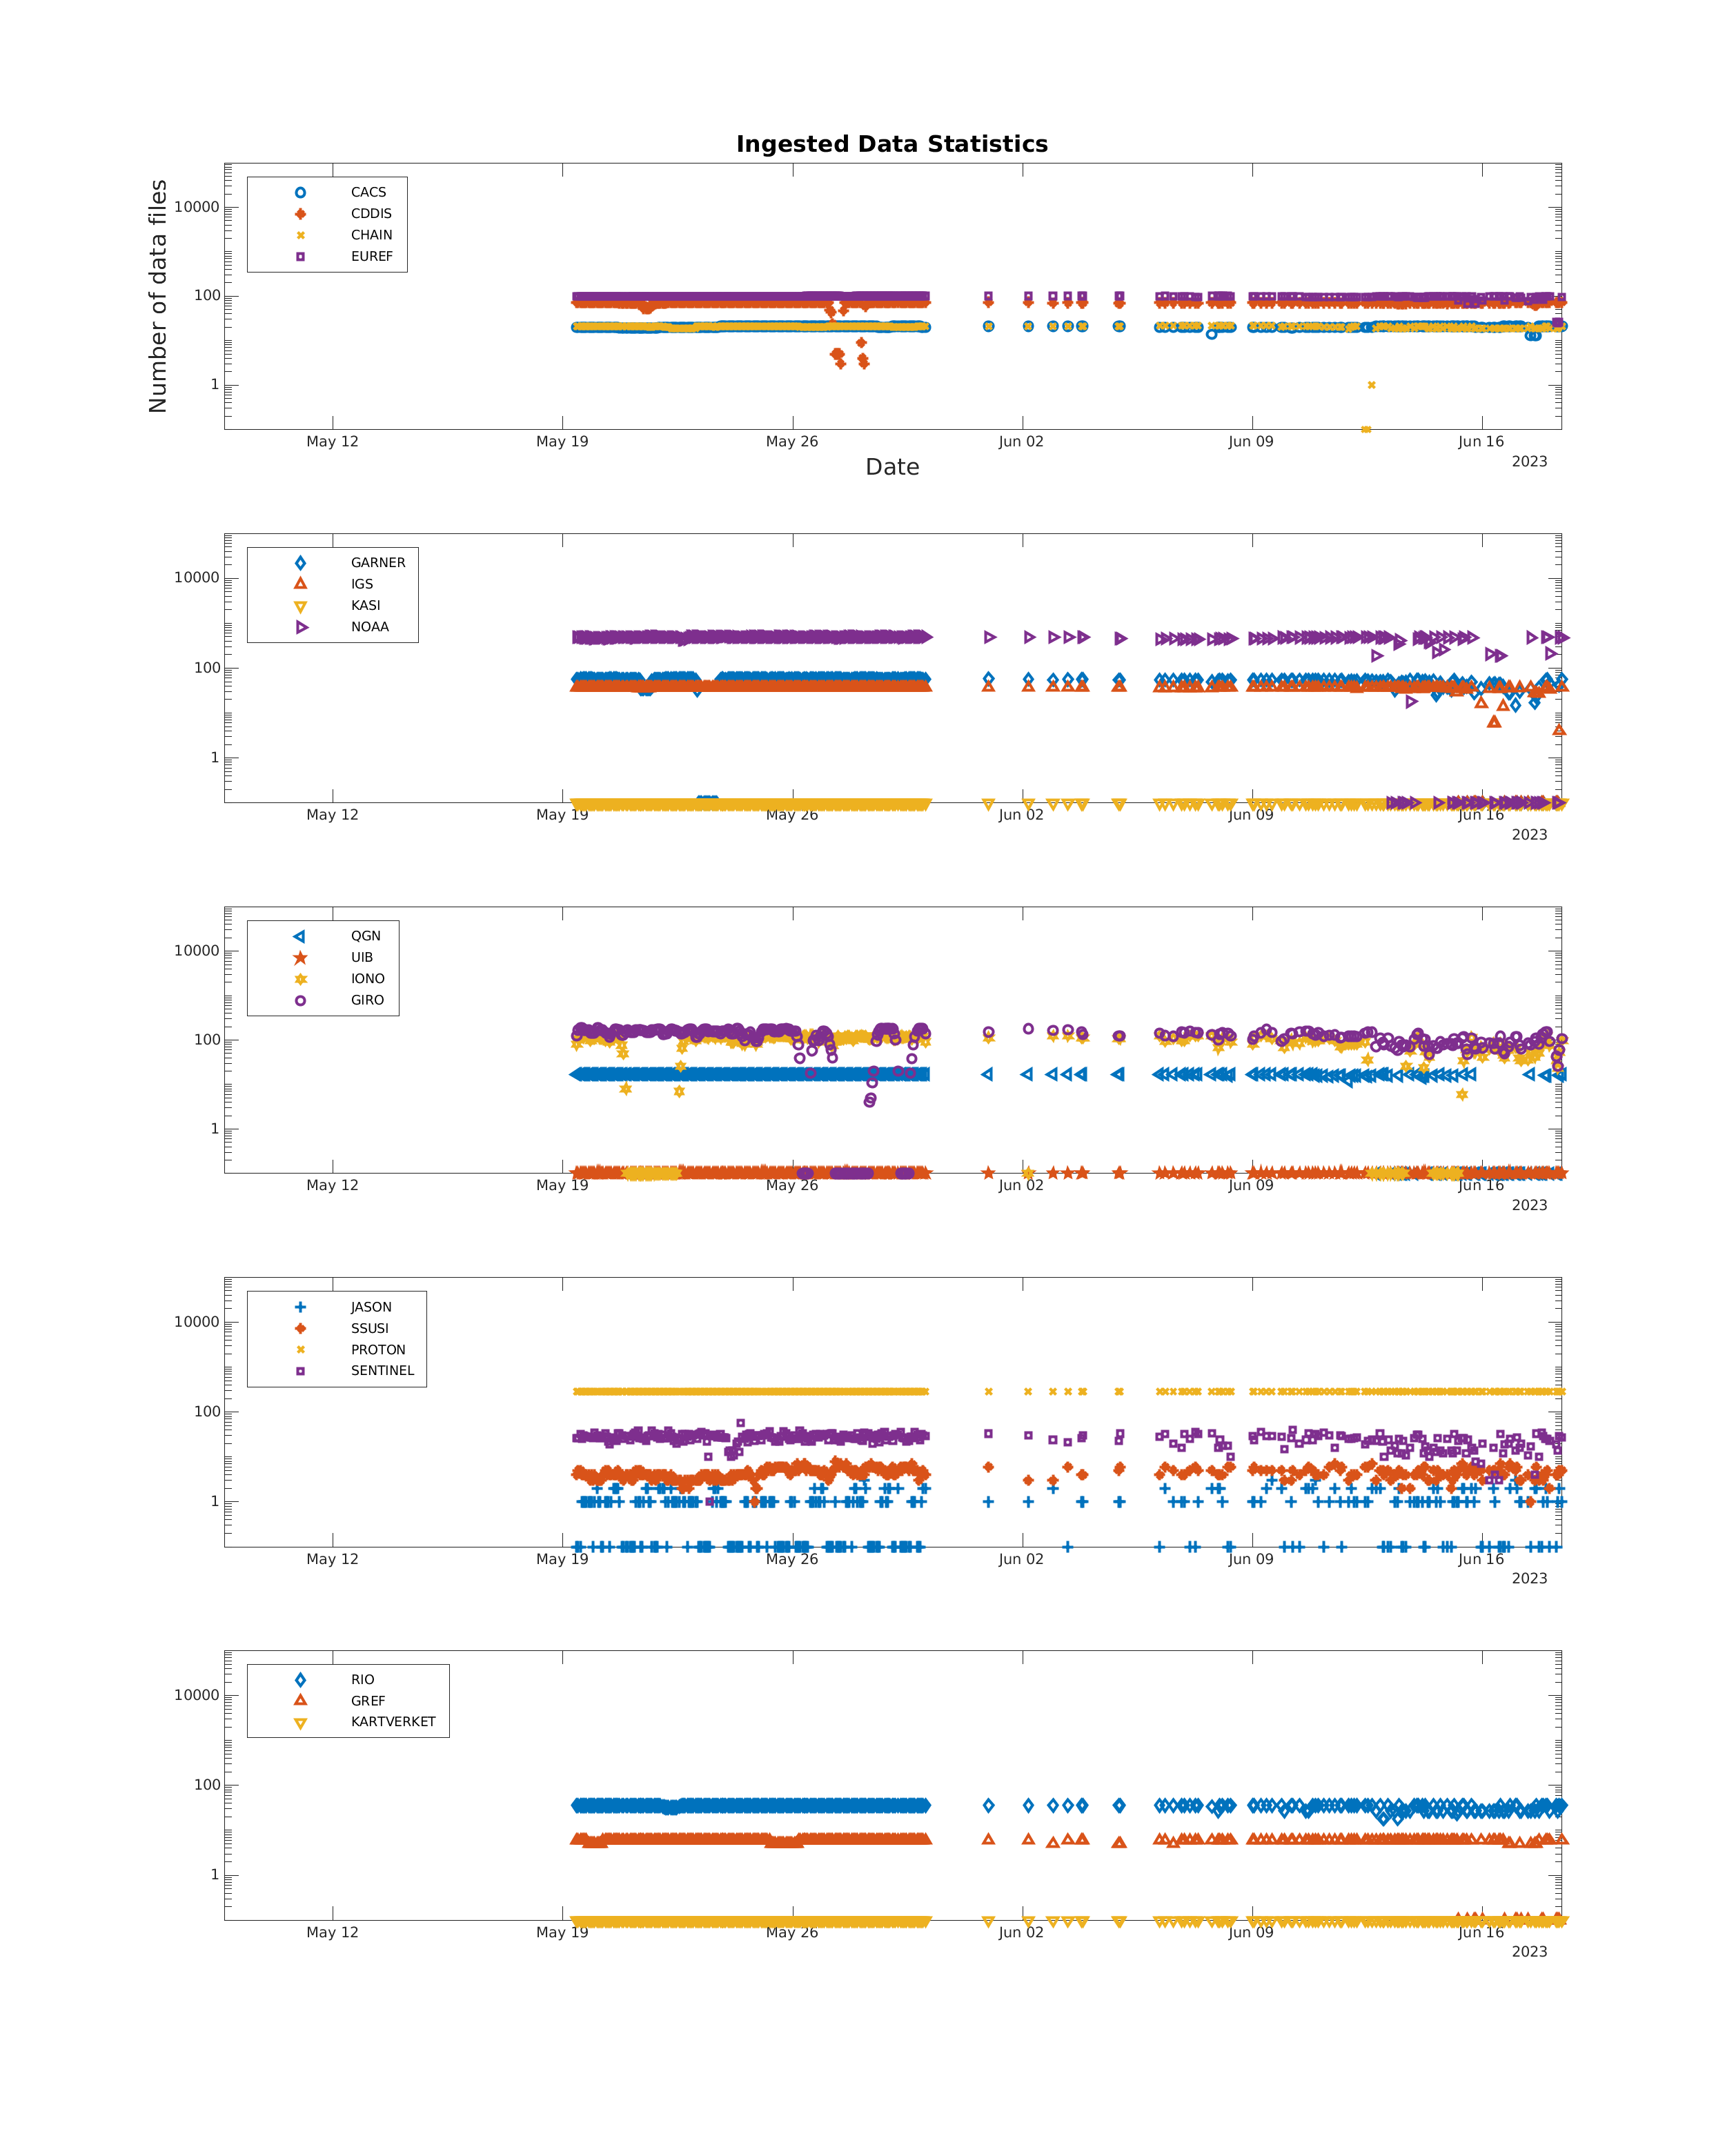 Ingested Data Statistics
Number of data files
10000
100
1
CACS
CDDIS
CHAIN
EUREF
May 12 May 19 May 26 Jun 02 Jun 09 Jun 16
2023
Date
10000
100
1
GARNER
IGS
KASI
NOAA
May 12 May 19 May 26 Jun 02 Jun 09 Jun 16
2023
10000
100
1
QGN
UIB
IONO
GIRO
May 12 May 19 May 26 Jun 02 Jun 09 Jun 16
2023
10000
100
1
JASON
SSUSI
PROTON
SENTINEL
May 12 May 19 May 26 Jun 02 Jun 09 Jun 16
2023
10000
100
1
RIO
GREF
KARTVERKET
May 12 May 19 May 26 Jun 02 Jun 09 Jun 16
2023